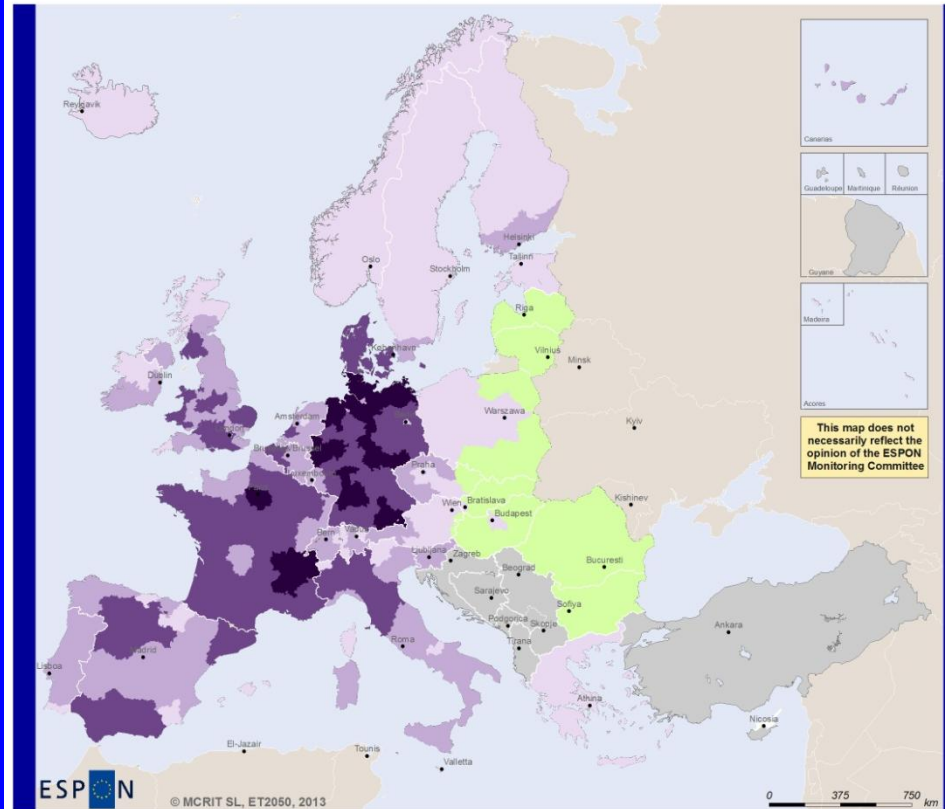 Reykjavik
Canarias
Guadeloupe
Martinique
Réunion
Guyane
Madeira
Acores
Helsinki
Oslo
Tallinn
Stockholm
Riga
København
Vilnius
Minsk
Dublin
Amsterdam
Warszawa
Kyiv
Praha
Kishinev
Wien
Bratislava
Budapest
Bern
Ljubljana
Zagreb
Beograd
Bucuresti
Sarajevo
Sofiya
Podgorica
Skopje
Tirana
Ankara
Roma
Madrid
Lisboa
Athina
Nicosia
El-Jazair
Tounis
Valletta
This map does not
necessarily reflect the
opinion of the ESPON
Monitoring Committee
ESPON
© MCRIT SL, ET2050, 2013
0 375 750
km